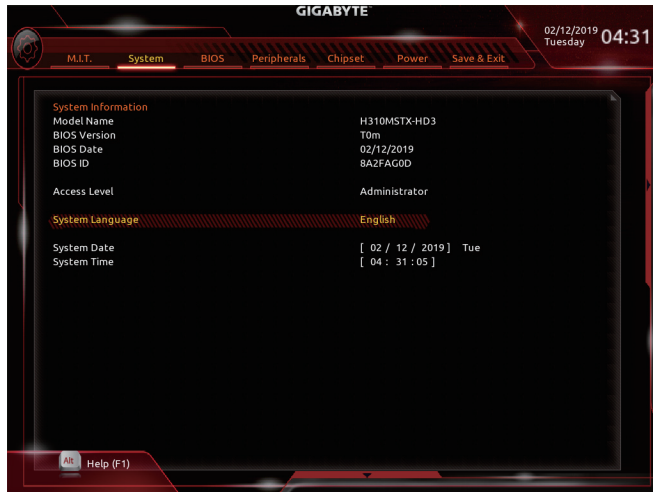 GIGABYTE™
02/12/2019 Tuesday 04:31
M.I.T. System BIOS Peripherals Chipset Power Save & Exit
System Information
Model Name H310MSTX-HD3
BIOS Version T0m
BIOS Date 02/12/2019
BIOS ID 8A2FAG0D
Access Level Administrator
System Language English
System Date [ 02 / 12 / 2019 ] Tue
System Time [ 04 : 31 : 05 ]
Alt Help (F1)